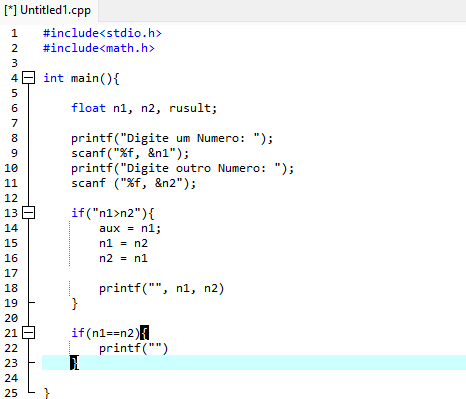 [*] Untitled1.cpp
1 #include<stdio.h>
2 #include<math.h>
3
4 int main(){
5
6 float n1, n2, rusult;
7
8 printf("Digite um Numero: ");
9 scanf("%f, &n1");
10 printf("Digite outro Numero: ");
11 scanf ("%f, &n2");
12
13 if("n1>n2"){
14 aux = n1;
15 n1 = n2
16 n2 = n1
17
18 printf("", n1, n2)
19 }
20
21 if(n1==n2){
22 printf("")
23 }
24
25 }